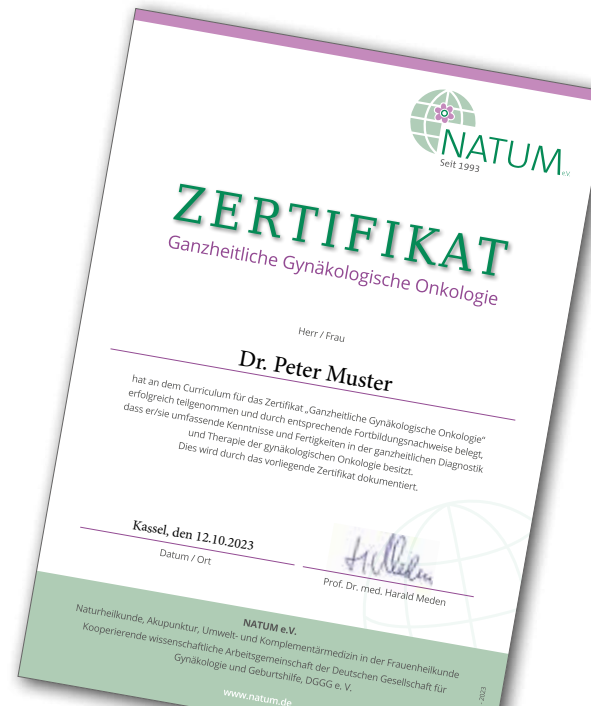 NATUM e.V.
Seit 1993
ZERTIFIKAT
Ganzheitliche Gynäkologische Onkologie
Herr / Frau
Dr. Peter Muster
hat an dem Curriculum für das Zertifikat „Ganzheitliche Gynäkologische Onkologie“
erfolgreich teilgenommen und durch entsprechende Fortbildungsnachweise belegt,
dass er/sie umfassende Kenntnisse und Fertigkeiten in der ganzheitlichen Diagnostik
und Therapie der gynäkologischen Onkologie besitzt.
Dies wird durch das vorliegende Zertifikat dokumentiert.
Kassel, den 12.10.2023
Datum / Ort
Prof. Dr. med. Harald Meden
NATUM e.V.
Naturheilkunde, Akupunktur, Umwelt- und Komplementärmedizin in der Frauenheilkunde
Kooperierende wissenschaftliche Arbeitsgemeinschaft der Deutschen Gesellschaft für
Gynäkologie und Geburtshilfe, DGGG e. V.
www.natum.de
- 2023